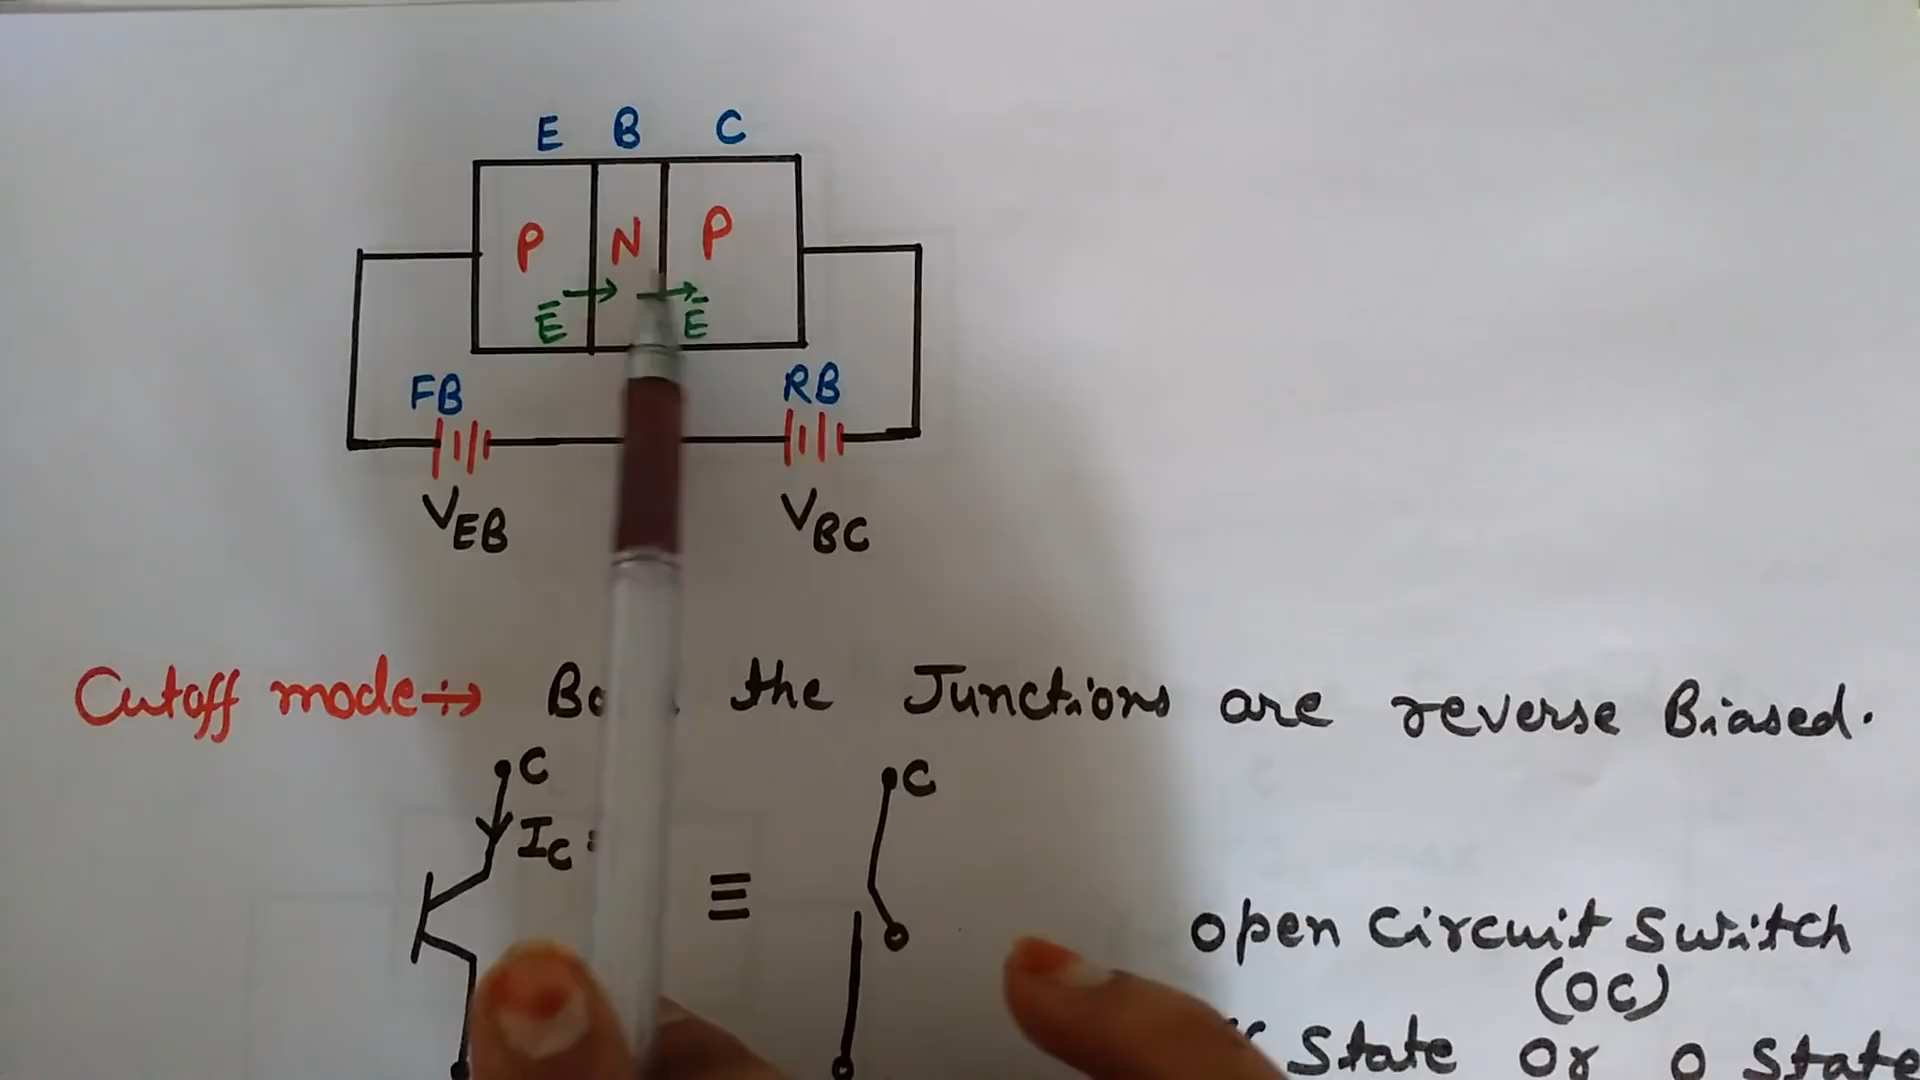 E B C
P N P
Ē Ē
FB RB
VEB VBC
Cutoff mode :→ the Junctions are reverse Biased.
C C
IC
≡
open Circuit Switch
(OC)
State Or 0 State